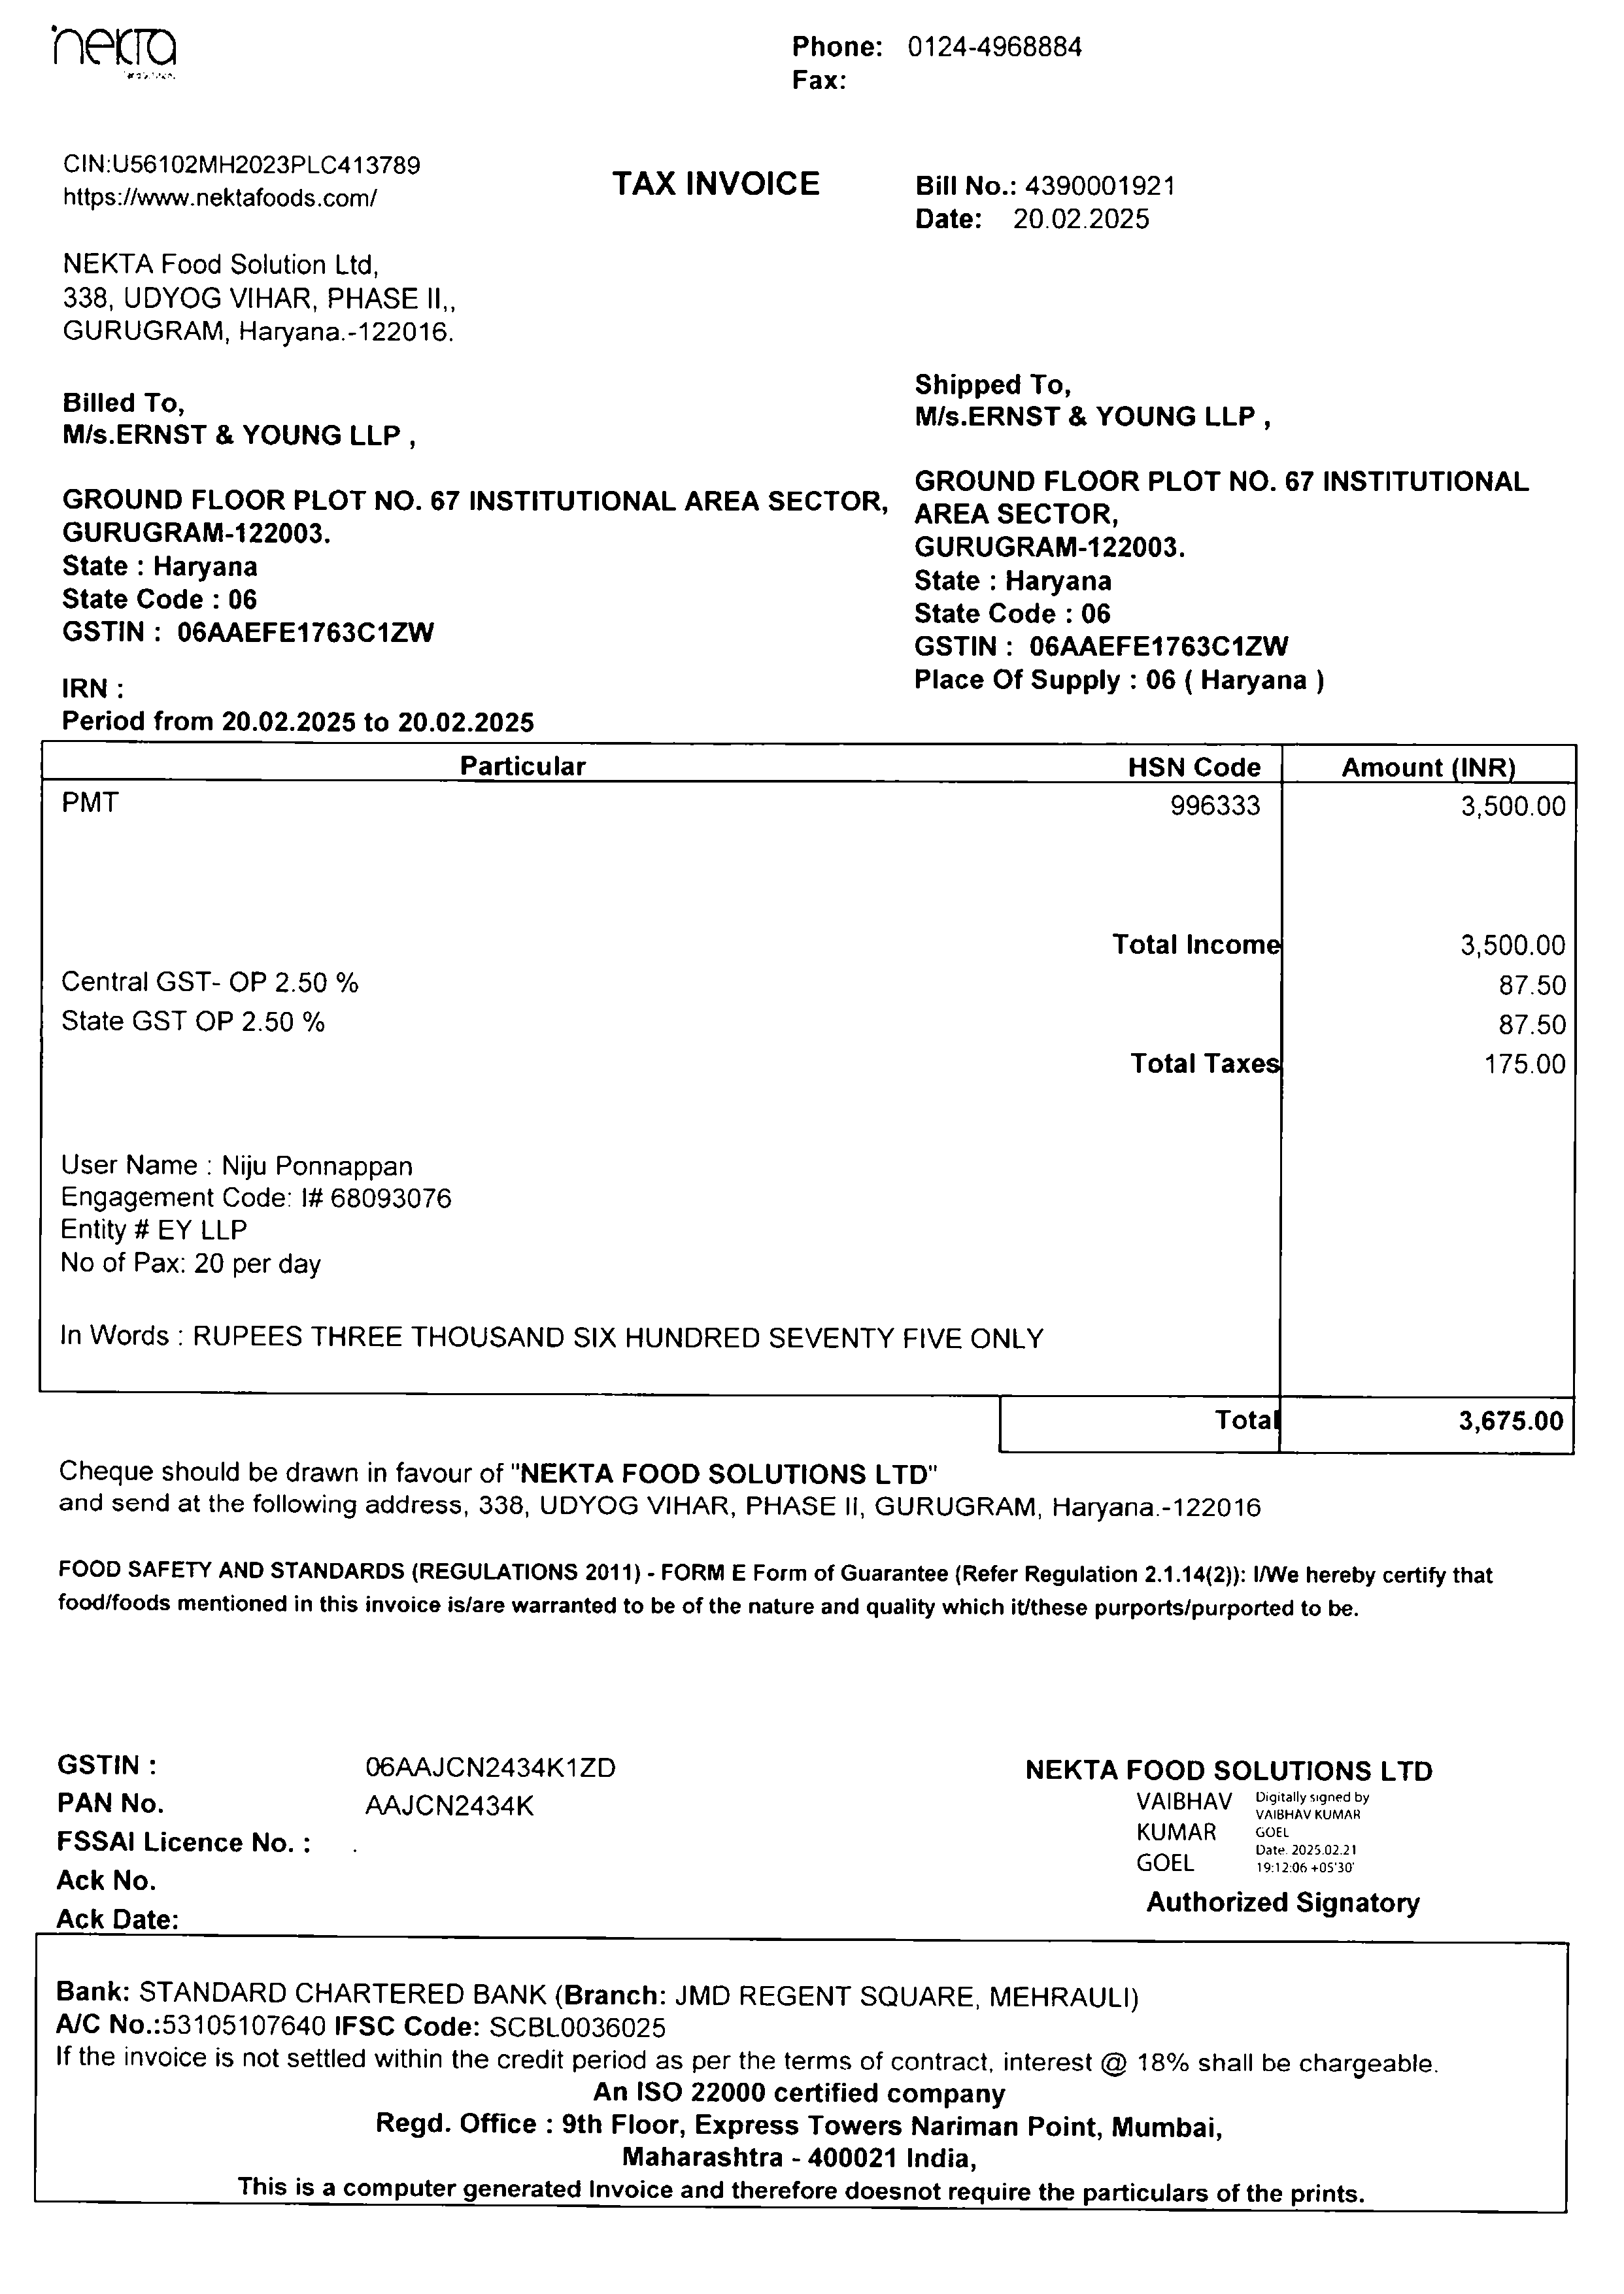 nekta
Phone: 0124-4968884
Fax:
CIN:U56102MH2023PLC413789
https://www.nektafoods.com/
TAX INVOICE
Bill No.: 4390001921
Date: 20.02.2025
NEKTA Food Solution Ltd,
338, UDYOG VIHAR, PHASE II,,
GURUGRAM, Haryana.-122016.
Billed To,
M/s.ERNST & YOUNG LLP ,
GROUND FLOOR PLOT NO. 67 INSTITUTIONAL AREA SECTOR,
GURUGRAM-122003.
State : Haryana
State Code : 06
GSTIN : 06AAEFE1763C1ZW
Shipped To,
M/s.ERNST & YOUNG LLP ,
GROUND FLOOR PLOT NO. 67 INSTITUTIONAL
AREA SECTOR,
GURUGRAM-122003.
State : Haryana
State Code : 06
GSTIN : 06AAEFE1763C1ZW
Place Of Supply : 06 ( Haryana )
IRN :
Period from 20.02.2025 to 20.02.2025
Particular HSN Code Amount (INR)
PMT 996333 3,500.00
Total Income 3,500.00
Central GST- OP 2.50 % 87.50
State GST OP 2.50 % 87.50
Total Taxes 175.00
User Name : Niju Ponnappan
Engagement Code: I# 68093076
Entity # EY LLP
No of Pax: 20 per day
In Words : RUPEES THREE THOUSAND SIX HUNDRED SEVENTY FIVE ONLY
Total 3,675.00
Cheque should be drawn in favour of "NEKTA FOOD SOLUTIONS LTD"
and send at the following address, 338, UDYOG VIHAR, PHASE II, GURUGRAM, Haryana.-122016
FOOD SAFETY AND STANDARDS (REGULATIONS 2011) - FORM E Form of Guarantee (Refer Regulation 2.1.14(2)): I/We hereby certify that
food/foods mentioned in this invoice is/are warranted to be of the nature and quality which it/these purports/purported to be.
GSTIN : 06AAJCN2434K1ZD
PAN No. AAJCN2434K
FSSAI Licence No. : .
Ack No.
Ack Date:
NEKTA FOOD SOLUTIONS LTD
VAIBHAV
KUMAR
GOEL
Digitally signed by
VAIBHAV KUMAR
GOEL
Date. 2025.02.21
19:12:06 +05'30'
Authorized Signatory
Bank: STANDARD CHARTERED BANK (Branch: JMD REGENT SQUARE, MEHRAULI)
A/C No.:53105107640 IFSC Code: SCBL0036025
If the invoice is not settled within the credit period as per the terms of contract, interest @ 18% shall be chargeable.
An ISO 22000 certified company
Regd. Office : 9th Floor, Express Towers Nariman Point, Mumbai,
Maharashtra - 400021 India,
This is a computer generated Invoice and therefore doesnot require the particulars of the prints.